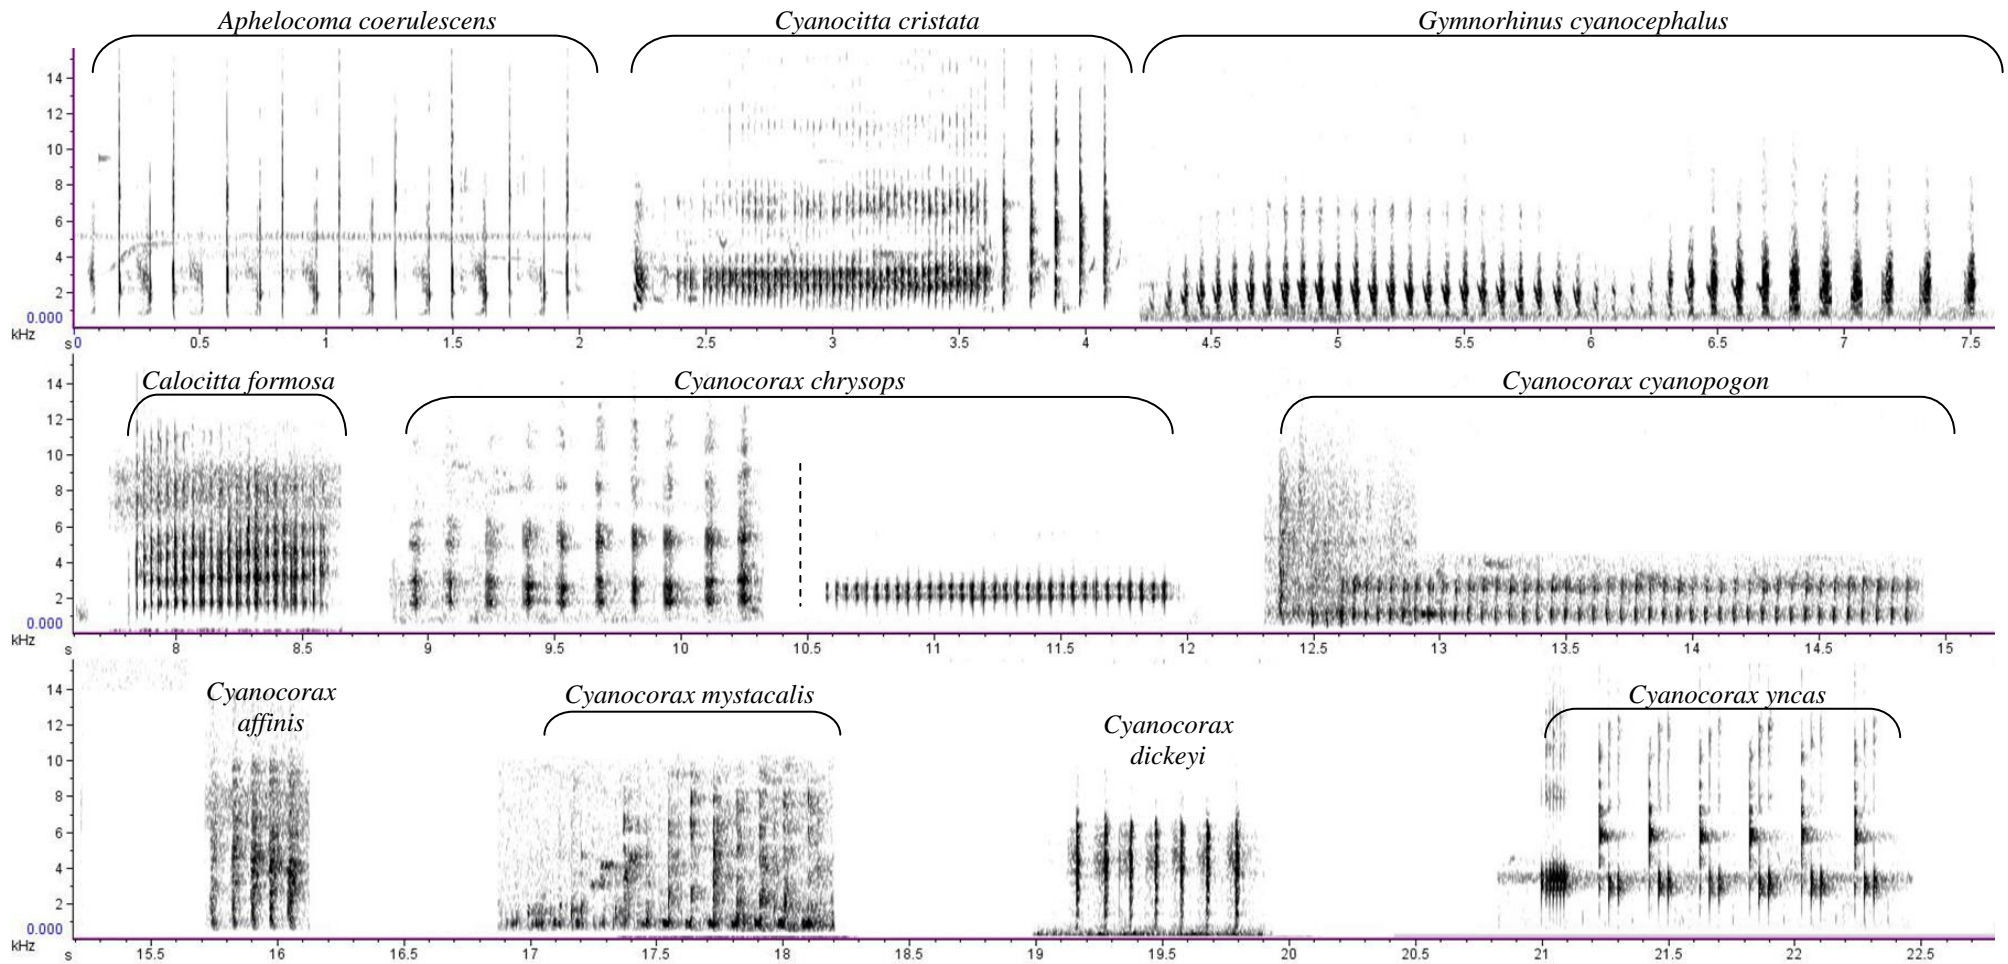 Aphelocoma coerulescens Cyanocitta cristata Gymnorhinus cyanocephalus
14
12
10
8
6
4
2
0.000
kHz
s 0 0.5 1 1.5 2 2.5 3 3.5 4 4.5 5 5.5 6 6.5 7 7.5
Calocitta formosa Cyanocorax chrysops Cyanocorax cyanopogon
14
12
10
8
6
4
2
0.000
kHz
s 8 8.5 9 9.5 10 10.5 11 11.5 12 12.5 13 13.5 14 14.5 15
Cyanocorax affinis Cyanocorax mystacalis Cyanocorax dickeyi Cyanocorax yncas
14
12
10
8
6
4
2
0.000
kHz
s 15.5 16 16.5 17 17.5 18 18.5 19 19.5 20 20.5 21 21.5 22 22.5